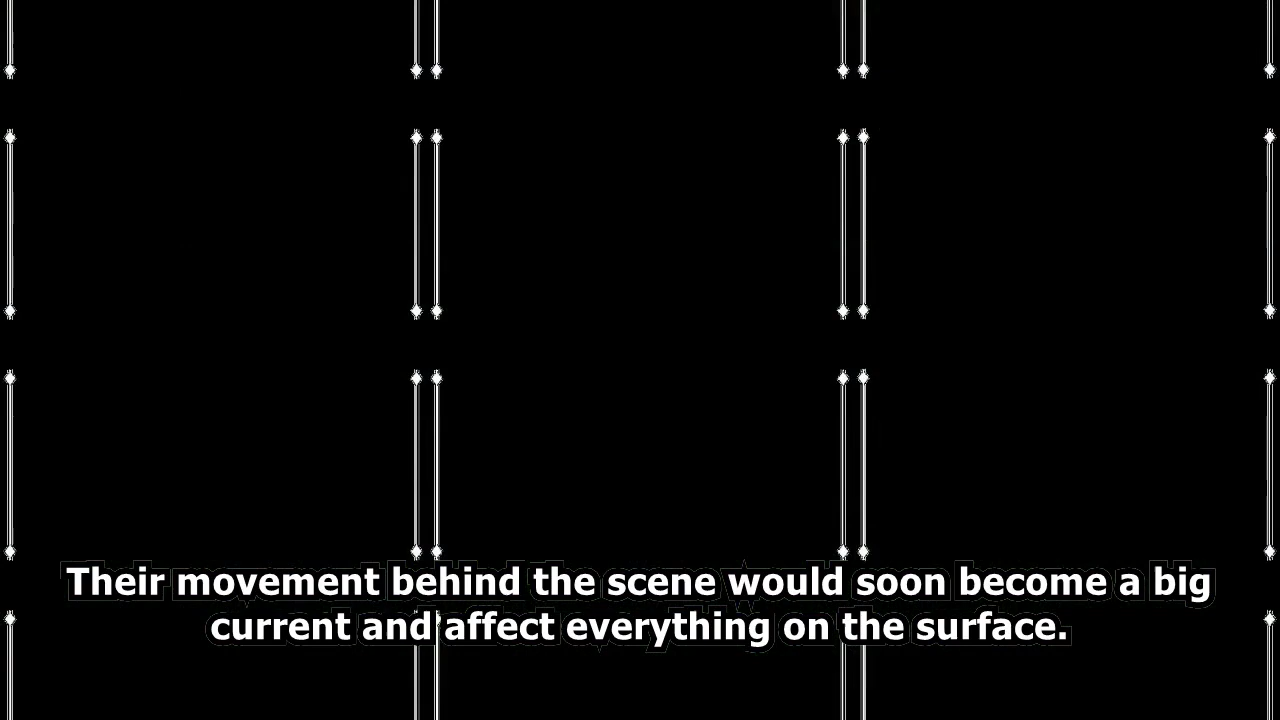 Their movement behind the scene would soon become a big
current and affect everything on the surface.